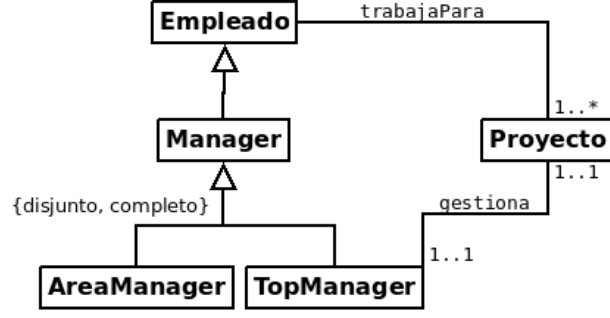 Empleado
trabajaPara
1..*
Manager
Proyecto
1..1
{disjunto, completo}
gestiona
1..1
AreaManager
TopManager